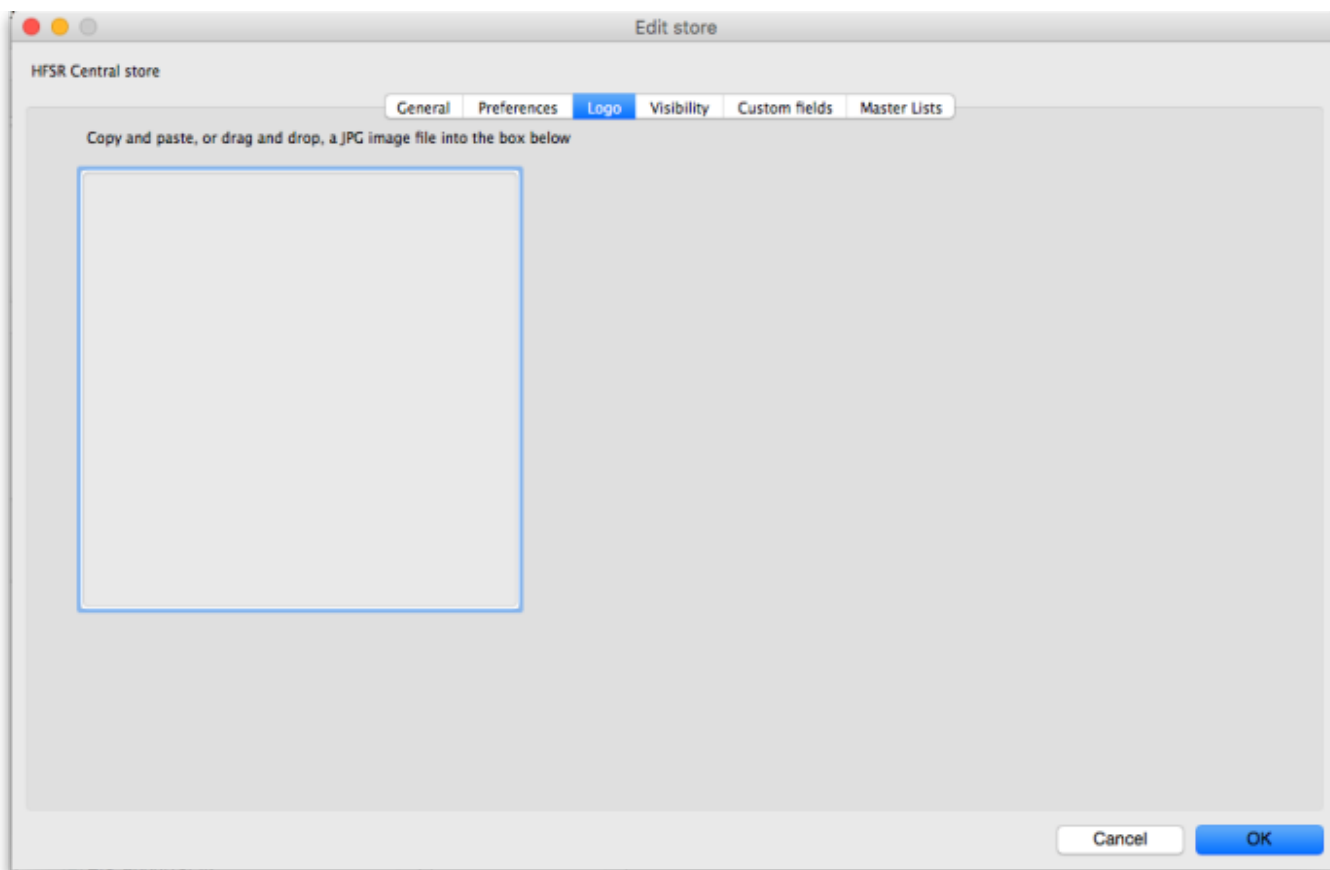 Edit store
HFSR Central store
General Preferences Logo Visibility Custom fields Master Lists
Copy and paste, or drag and drop, a JPG image file into the box below
Cancel OK